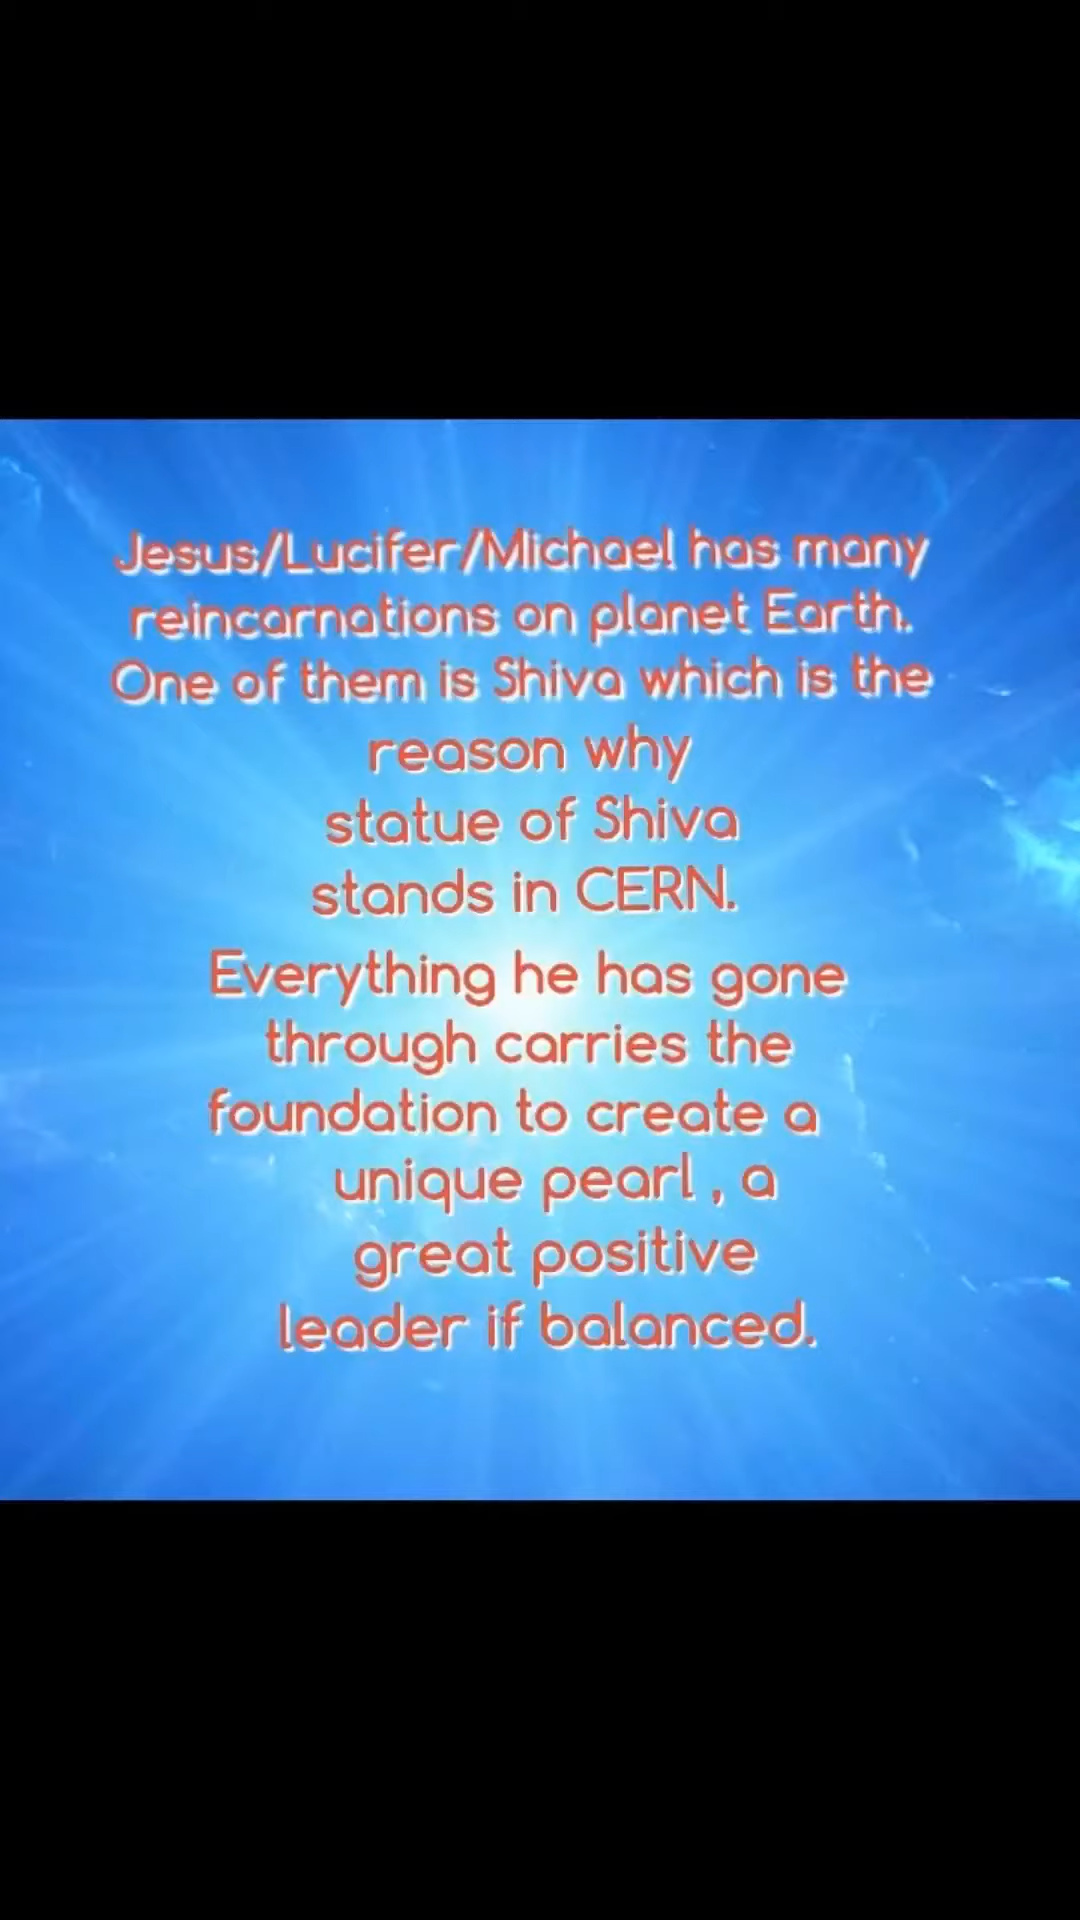 Jesus/Lucifer/Michael has many
reincarnations on planet Earth.
One of them is Shiva which is the
reason why
statue of Shiva
stands in CERN.
Everything he has gone
through carries the
foundation to create a
unique pearl , a
great positive
leader if balanced.